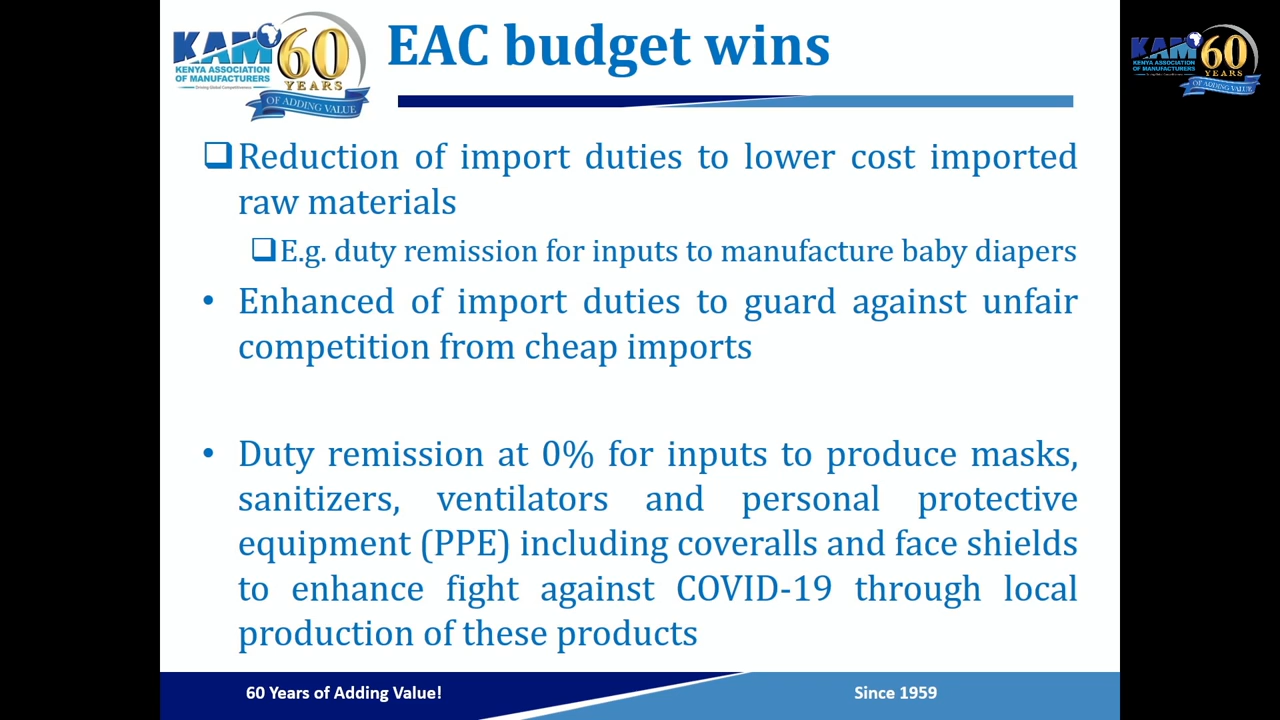 KAM 60
KENYA ASSOCIATION
OF MANUFACTURERS
YEARS
Driving Global Competitiveness
OF ADDING VALUE
EAC budget wins
Reduction of import duties to lower cost imported
raw materials
E.g. duty remission for inputs to manufacture baby diapers
• Enhanced of import duties to guard against unfair
competition from cheap imports
• Duty remission at 0% for inputs to produce masks,
sanitizers, ventilators and personal protective
equipment (PPE) including coveralls and face shields
to enhance fight against COVID-19 through local
production of these products
60 Years of Adding Value!
Since 1959
KAM 60
KENYA ASSOCIATION
OF MANUFACTURERS
YEARS
OF ADDING VALUE